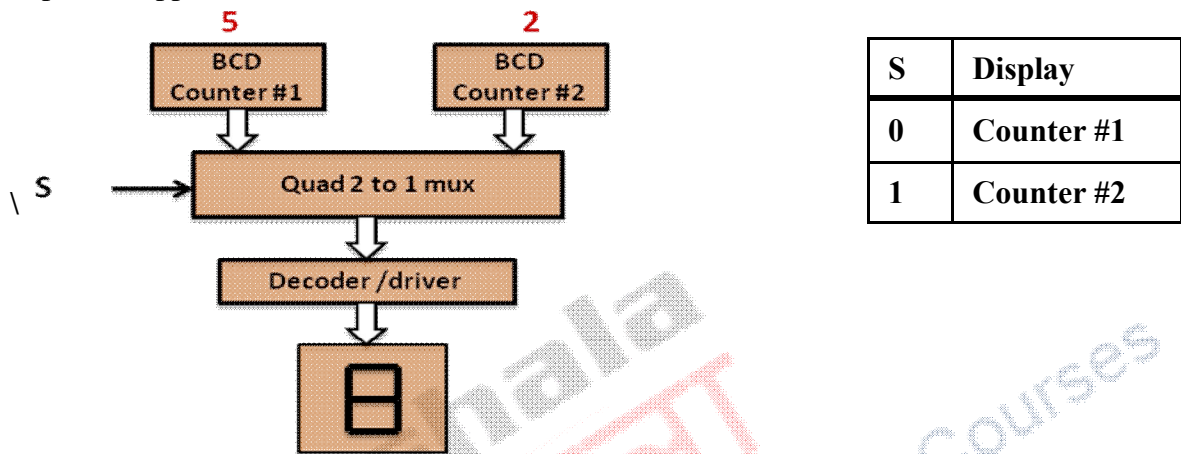 5 2
BCD
Counter #1
BCD
Counter #2
\ S
Quad 2 to 1 mux
Decoder /driver
8
S Display
0 Counter #1
1 Counter #2
Courses